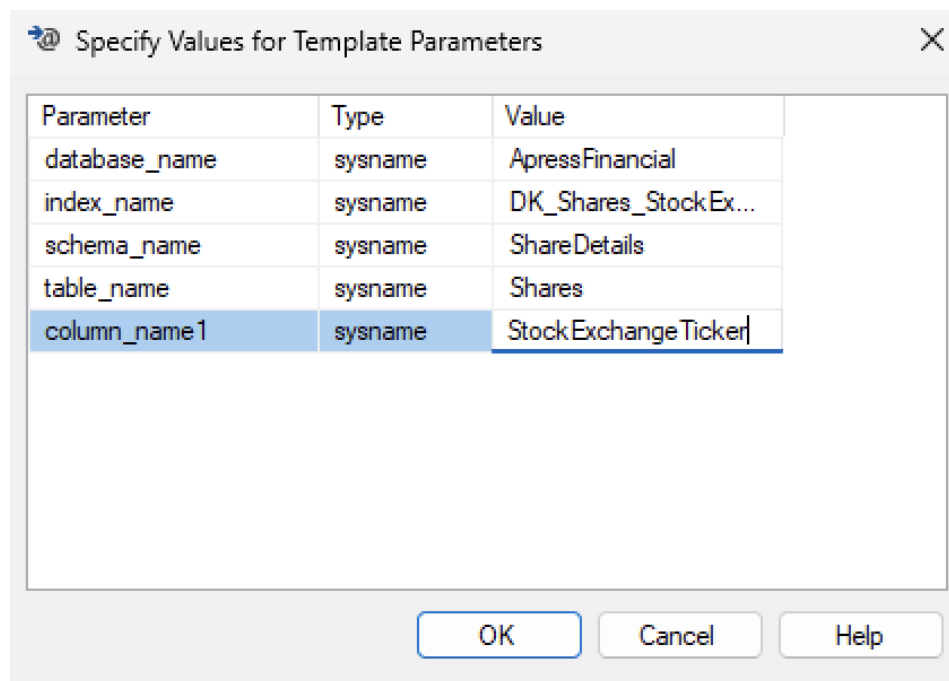 Specify Values for Template Parameters
Parameter Type Value
database_name sysname ApressFinancial
index_name sysname DK_Shares_StockEx...
schema_name sysname ShareDetails
table_name sysname Shares
column_name1 sysname StockExchangeTicker
OK Cancel Help